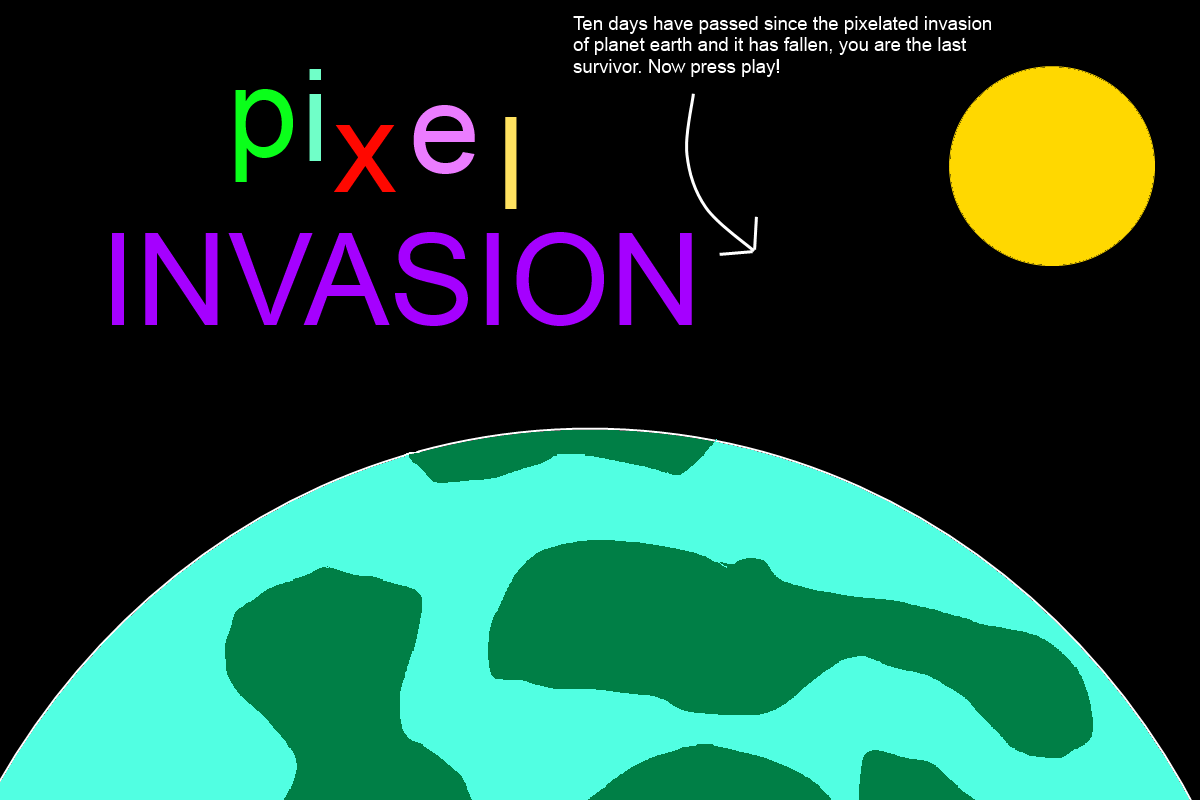 Ten days have passed since the pixelated invasion
of planet earth and it has fallen, you are the last
survivor. Now press play!
pixel
INVASION